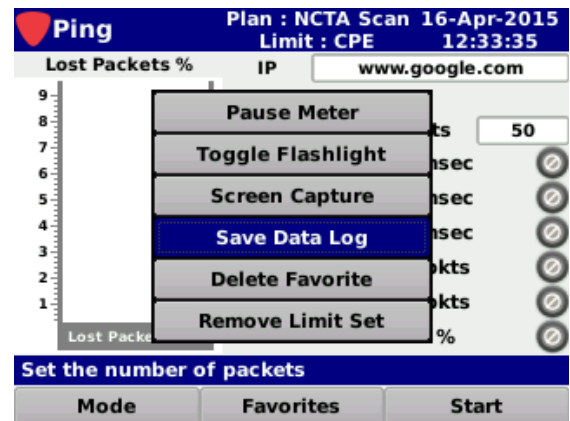 Ping
Plan : NCTA Scan 16-Apr-2015
Limit : CPE 12:33:35
Lost Packets %
IP www.google.com
9
8
7
6
5
4
3
2
1
Pause Meter
Toggle Flashlight
Screen Capture
Save Data Log
Delete Favorite
Remove Limit Set
ts 50
nsec
nsec
nsec
pkts
pkts
%
Lost Packe
Set the number of packets
Mode Favorites Start